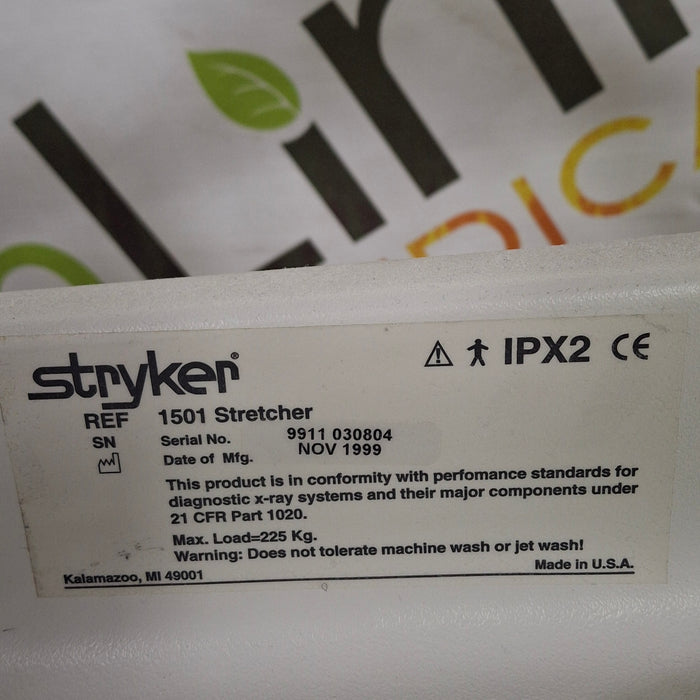 Lin
DICA
stryker®
IPX2 CE
REF 1501 Stretcher
SN Serial No. 9911 030804
Date of Mfg. NOV 1999
This product is in conformity with perfomance standards for
diagnostic x-ray systems and their major components under
21 CFR Part 1020.
Max. Load=225 Kg.
Warning: Does not tolerate machine wash or jet wash!
Kalamazoo, MI 49001
Made in U.S.A.